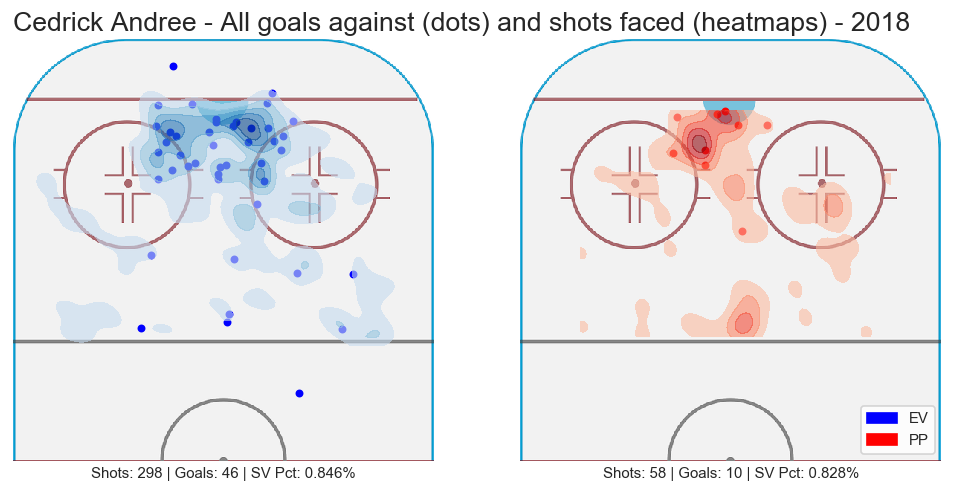 Cedrick Andree - All goals against (dots) and shots faced (heatmaps) - 2018
EV
PP
Shots: 298 | Goals: 46 | SV Pct: 0.846%
Shots: 58 | Goals: 10 | SV Pct: 0.828%